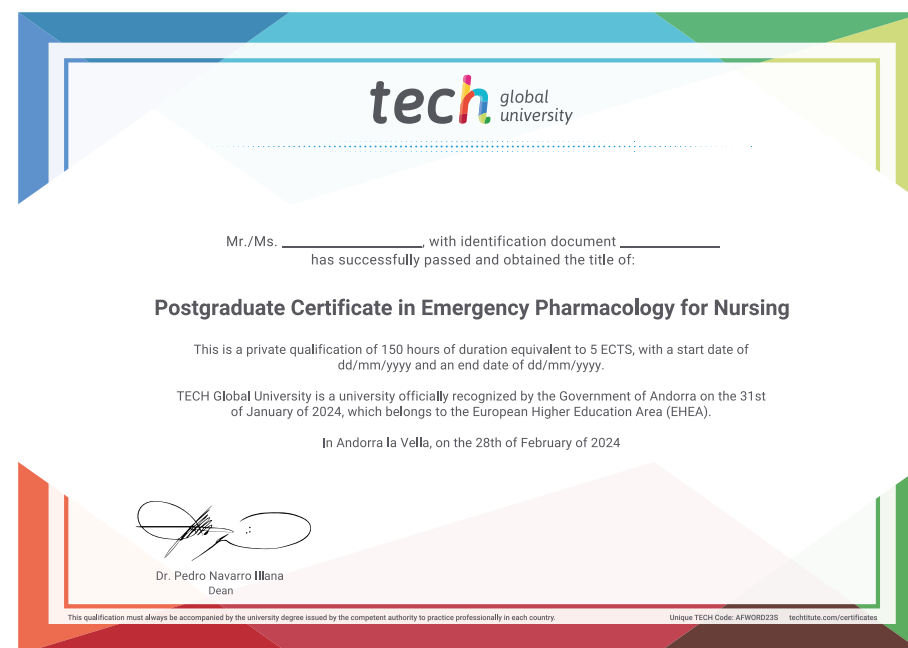 tech global
university
Mr./Ms. ____________________, with identification document ______________
has successfully passed and obtained the title of:
Postgraduate Certificate in Emergency Pharmacology for Nursing
This is a private qualification of 150 hours of duration equivalent to 5 ECTS, with a start date of
dd/mm/yyyy and an end date of dd/mm/yyyy.
TECH Global University is a university officially recognized by the Government of Andorra on the 31st
of January of 2024, which belongs to the European Higher Education Area (EHEA).
In Andorra la Vella, on the 28th of February of 2024
Dr. Pedro Navarro Illana
Dean
This qualification must always be accompanied by the university degree issued by the competent authority to practice professionally in each country.
Unique TECH Code: AFWORD23S techtitute.com/certificates